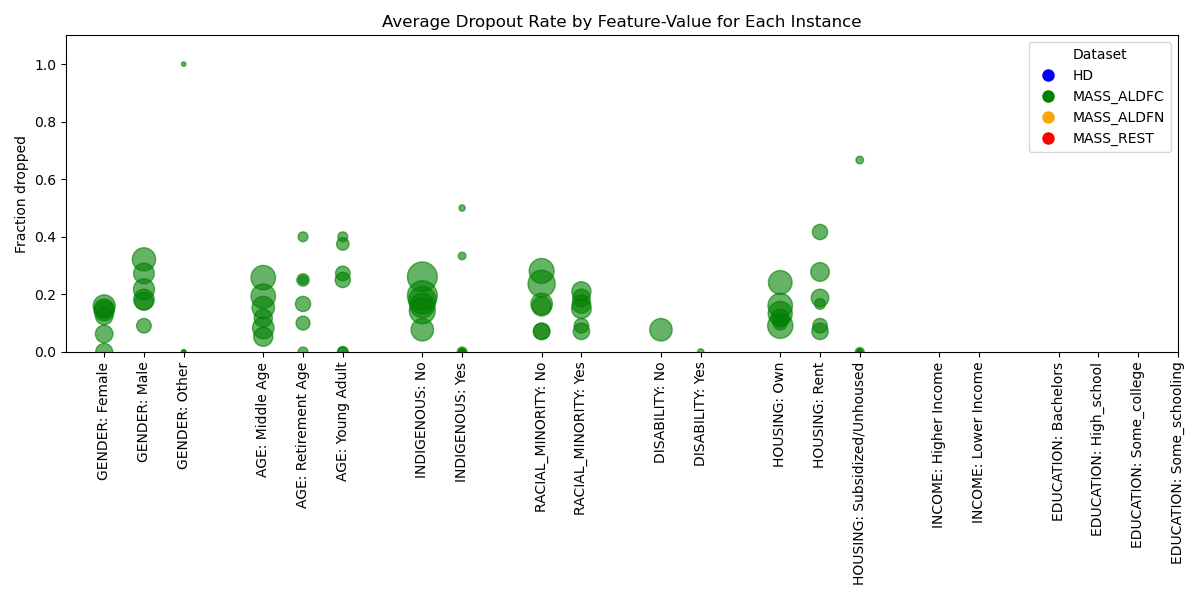 Average Dropout Rate by Feature-Value for Each Instance
Fraction dropped
1.0
0.8
0.6
0.4
0.2
0.0
Dataset
HD
MASS_ALDFC
MASS_ALDFN
MASS_REST
GENDER: Female
GENDER: Male
GENDER: Other
AGE: Middle Age
AGE: Retirement Age
AGE: Young Adult
INDIGENOUS: No
INDIGENOUS: Yes
RACIAL_MINORITY: No
RACIAL_MINORITY: Yes
DISABILITY: No
DISABILITY: Yes
HOUSING: Own
HOUSING: Rent
HOUSING: Subsidized/Unhoused
INCOME: Higher Income
INCOME: Lower Income
EDUCATION: Bachelors
EDUCATION: High_school
EDUCATION: Some_college
EDUCATION: Some_schooling